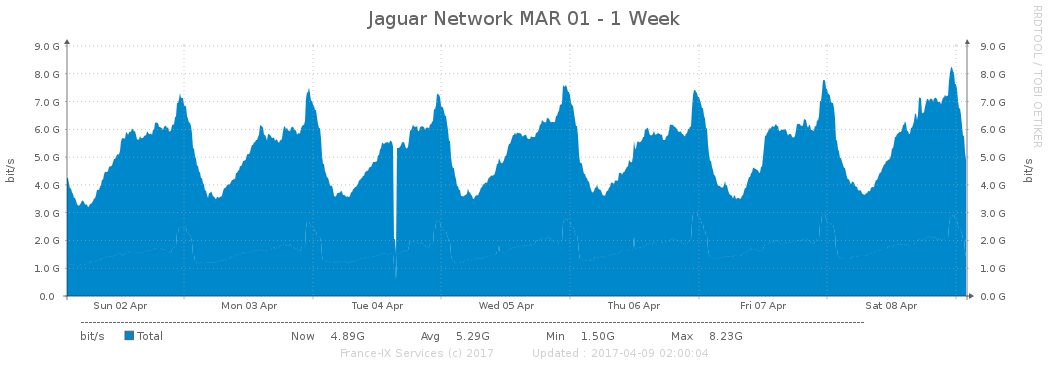 Jaguar Network MAR 01 - 1 Week
RRDTOOL / TOBI OETIKER
bit/s
bit/s
9.0 G 9.0 G
8.0 G 8.0 G
7.0 G 7.0 G
6.0 G 6.0 G
5.0 G 5.0 G
4.0 G 4.0 G
3.0 G 3.0 G
2.0 G 2.0 G
1.0 G 1.0 G
0.0 0.0 G
Sun 02 Apr Mon 03 Apr Tue 04 Apr Wed 05 Apr Thu 06 Apr Fri 07 Apr Sat 08 Apr
bit/s Total Now 4.89G Avg 5.29G Min 1.50G Max 8.23G
France-IX Services (c) 2017 Updated : 2017-04-09 02:00:04